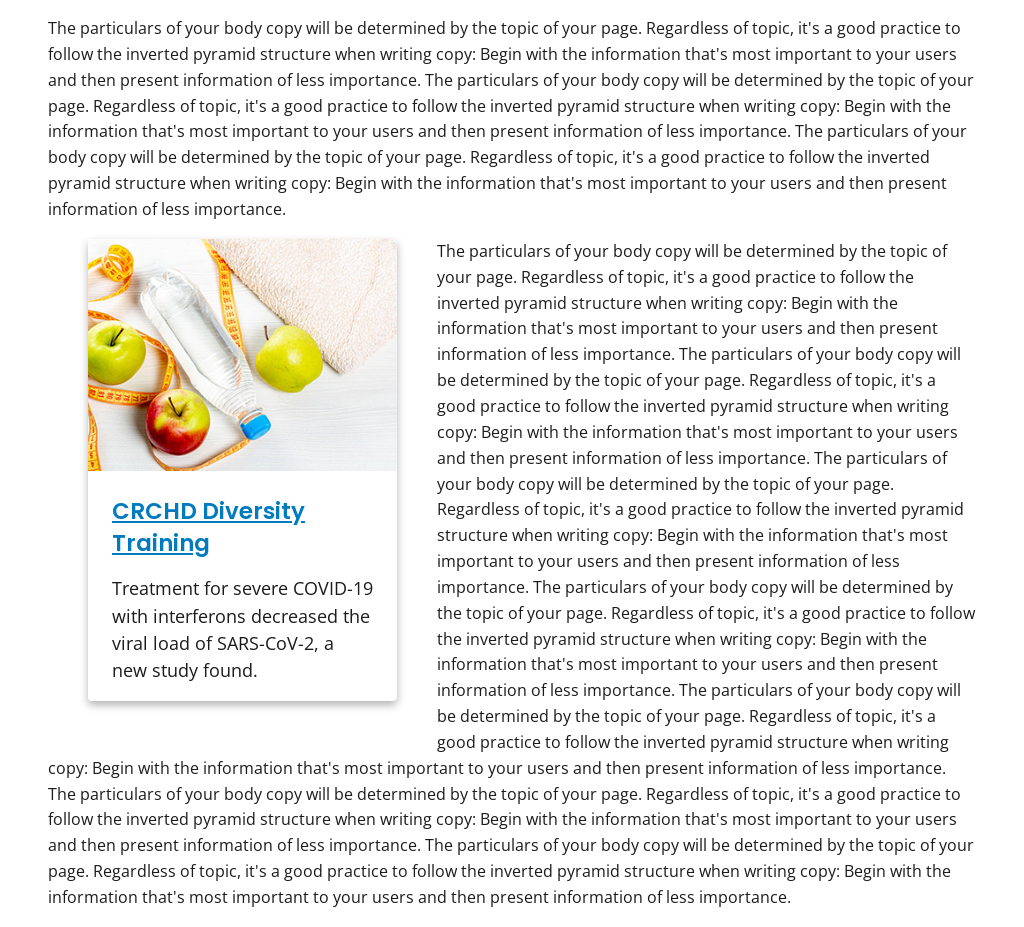 The particulars of your body copy will be determined by the topic of your page. Regardless of topic, it's a good practice to
follow the inverted pyramid structure when writing copy: Begin with the information that's most important to your users
and then present information of less importance. The particulars of your body copy will be determined by the topic of your
page. Regardless of topic, it's a good practice to follow the inverted pyramid structure when writing copy: Begin with the
information that's most important to your users and then present information of less importance. The particulars of your
body copy will be determined by the topic of your page. Regardless of topic, it's a good practice to follow the inverted
pyramid structure when writing copy: Begin with the information that's most important to your users and then present
information of less importance.
CRCHD Diversity
Training
Treatment for severe COVID-19
with interferons decreased the
viral load of SARS-CoV-2, a
new study found.
The particulars of your body copy will be determined by the topic of
your page. Regardless of topic, it's a good practice to follow the
inverted pyramid structure when writing copy: Begin with the
information that's most important to your users and then present
information of less importance. The particulars of your body copy will
be determined by the topic of your page. Regardless of topic, it's a
good practice to follow the inverted pyramid structure when writing
copy: Begin with the information that's most important to your users
and then present information of less importance. The particulars of
your body copy will be determined by the topic of your page.
Regardless of topic, it's a good practice to follow the inverted pyramid
structure when writing copy: Begin with the information that's most
important to your users and then present information of less
importance. The particulars of your body copy will be determined by
the topic of your page. Regardless of topic, it's a good practice to follow
the inverted pyramid structure when writing copy: Begin with the
information that's most important to your users and then present
information of less importance. The particulars of your body copy will
be determined by the topic of your page. Regardless of topic, it's a
good practice to follow the inverted pyramid structure when writing
copy: Begin with the information that's most important to your users and then present information of less importance.
The particulars of your body copy will be determined by the topic of your page. Regardless of topic, it's a good practice to
follow the inverted pyramid structure when writing copy: Begin with the information that's most important to your users
and then present information of less importance. The particulars of your body copy will be determined by the topic of your
page. Regardless of topic, it's a good practice to follow the inverted pyramid structure when writing copy: Begin with the
information that's most important to your users and then present information of less importance.